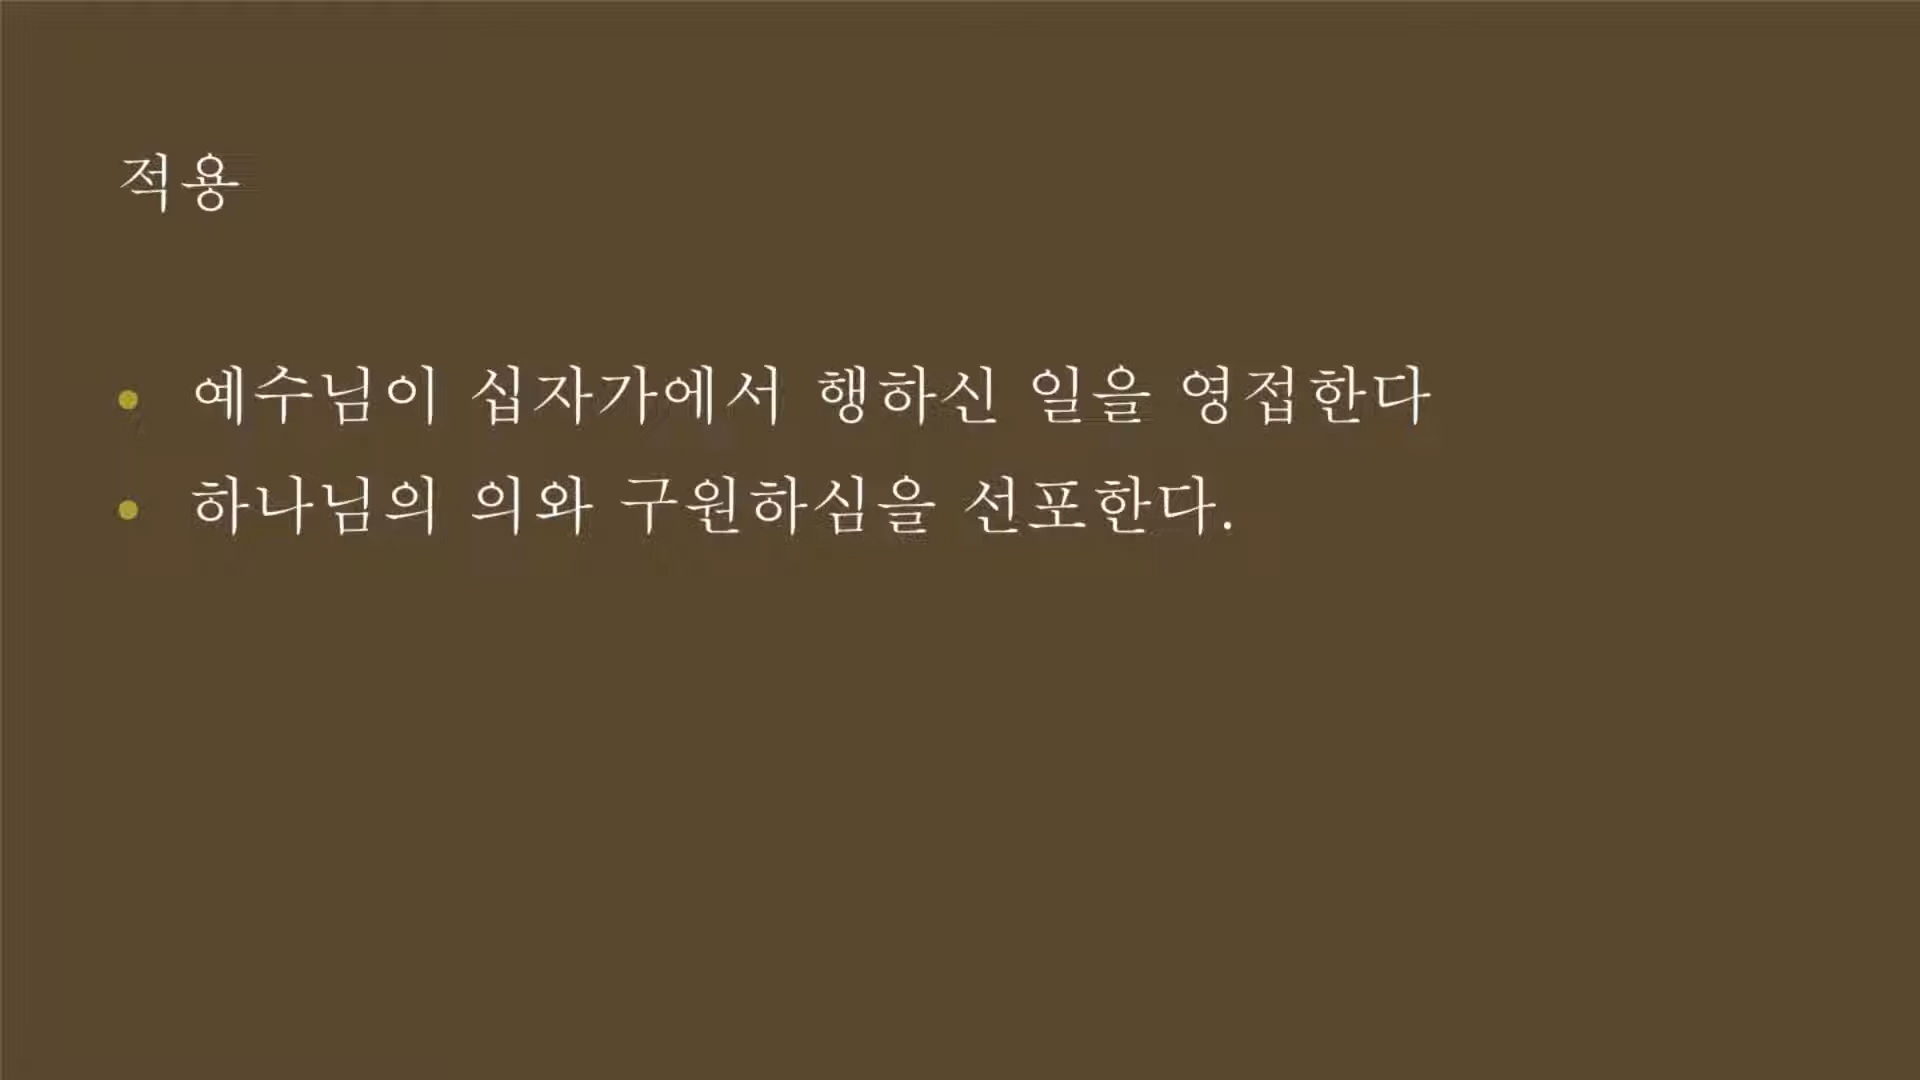 적용
• 예수님이 십자가에서 행하신 일을 영접한다
• 하나님의 의와 구원하심을 선포한다.